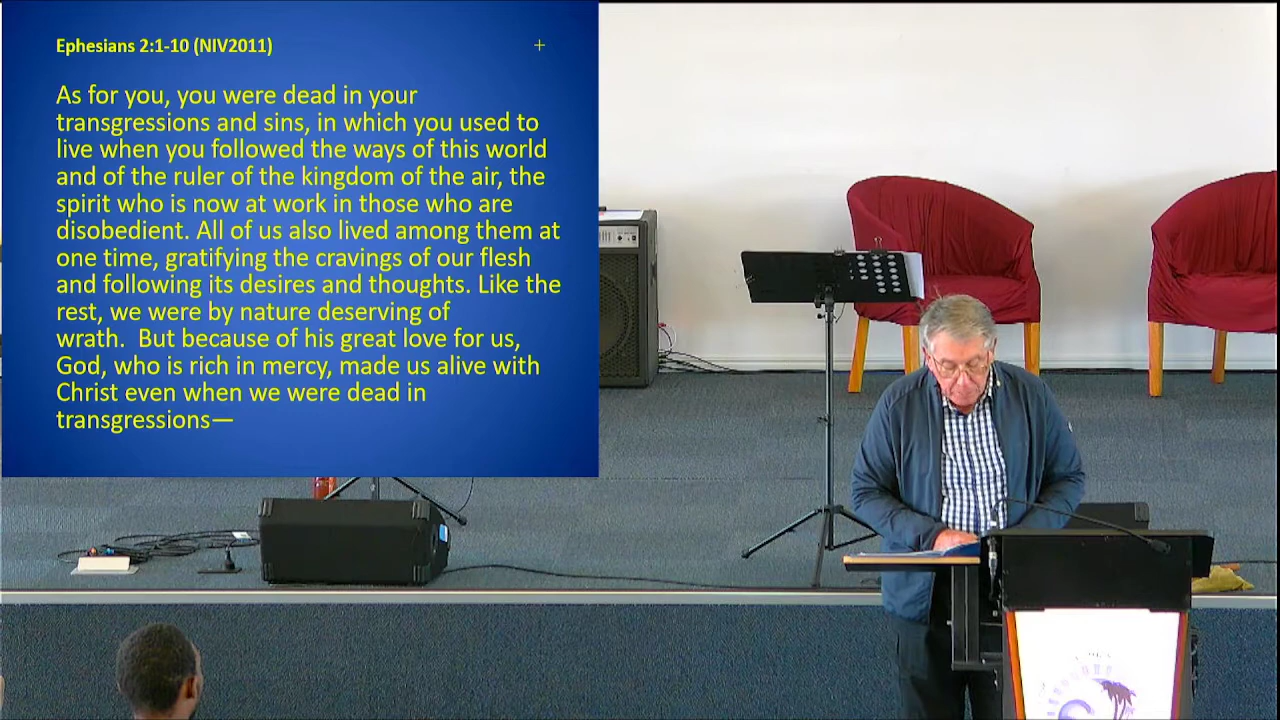 Ephesians 2:1-10 (NIV2011) +
As for you, you were dead in your
transgressions and sins, in which you used to
live when you followed the ways of this world
and of the ruler of the kingdom of the air, the
spirit who is now at work in those who are
disobedient. All of us also lived among them at
one time, gratifying the cravings of our flesh
and following its desires and thoughts. Like the
rest, we were by nature deserving of
wrath.  But because of his great love for us,
God, who is rich in mercy, made us alive with
Christ even when we were dead in
transgressions—